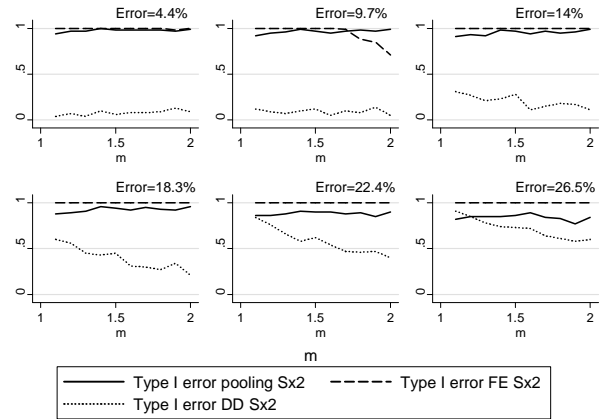 Error=4.4%
Error=9.7%
Error=14%
0 .5 1
0 .5 1
0 .5 1
1 1.5 2
1 1.5 2
1 1.5 2
m
m
m
Error=18.3%
Error=22.4%
Error=26.5%
0 .5 1
0 .5 1
0 .5 1
1 1.5 2
1 1.5 2
1 1.5 2
m
m
m
m
Type I error pooling Sx2
Type I error FE Sx2
Type I error DD Sx2